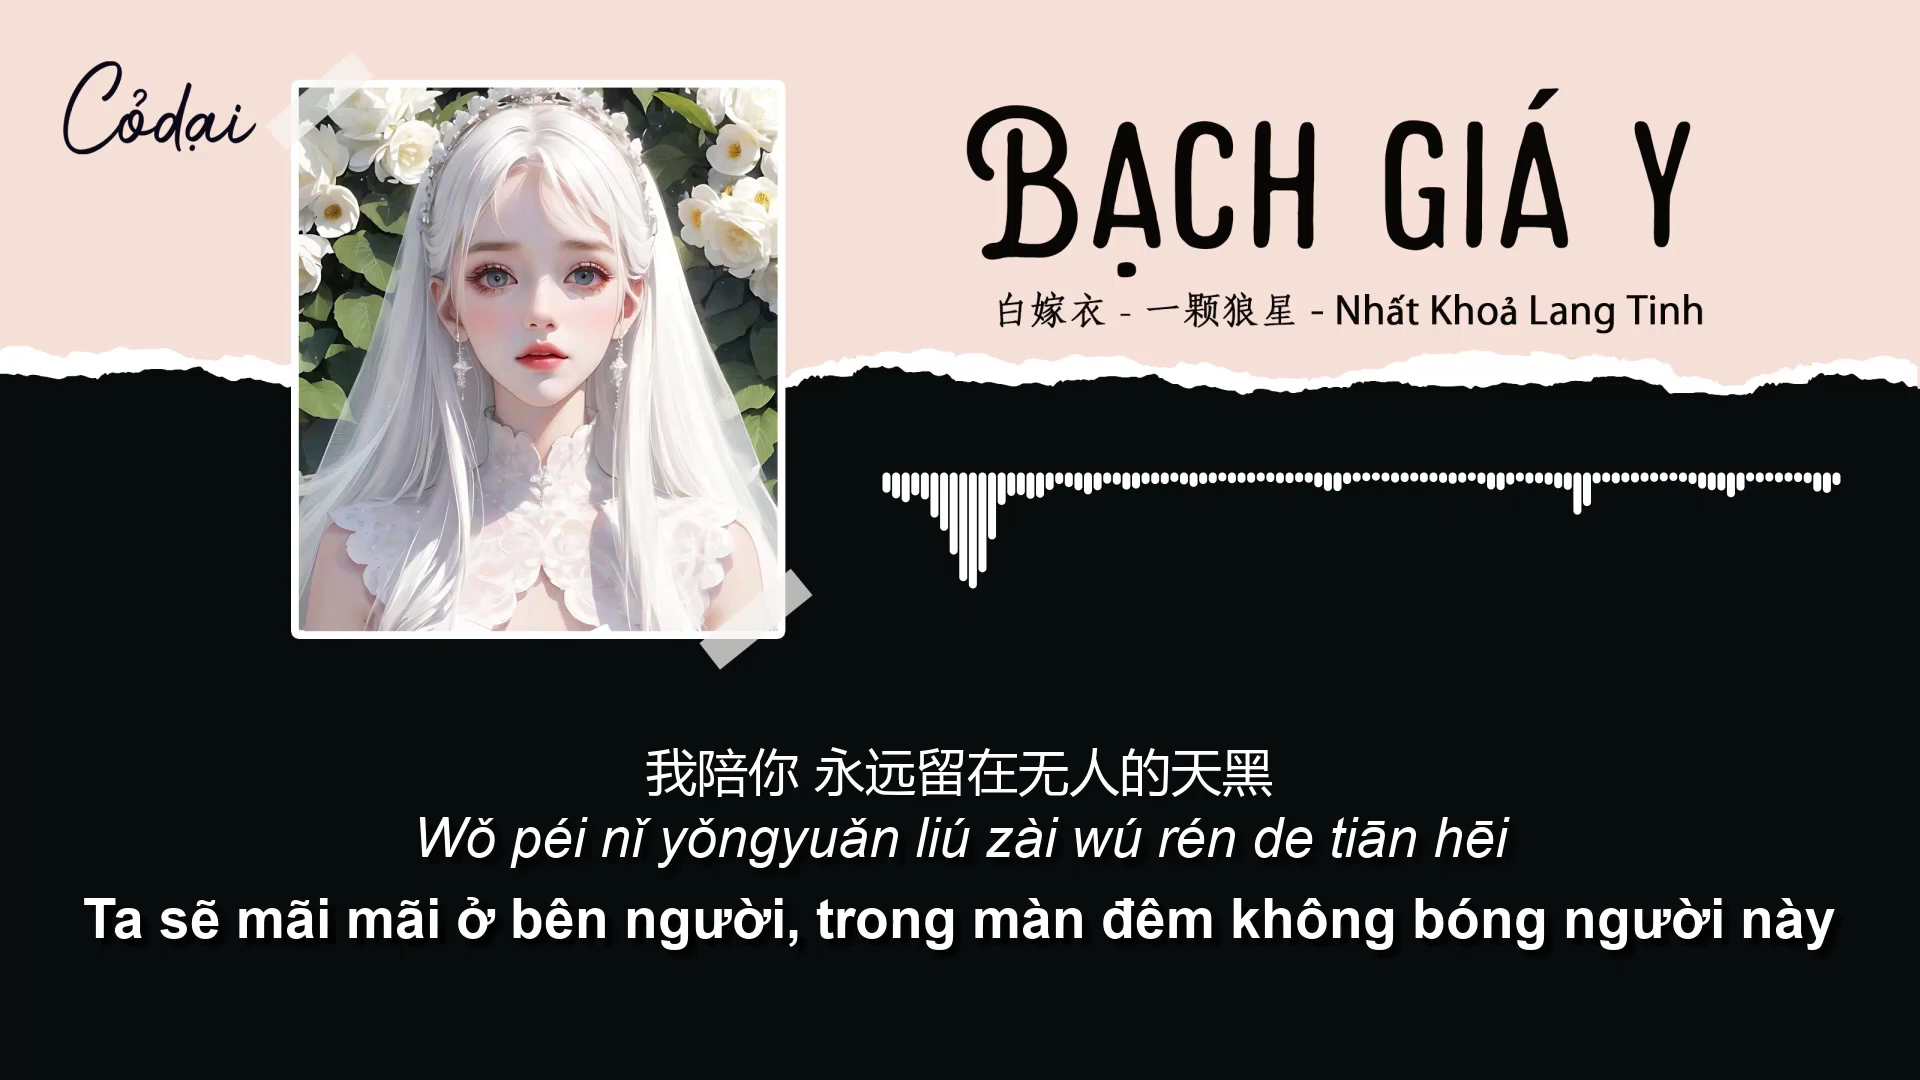 Cỏdại
BẠCH GIÁ Y
白嫁衣 - 一颗狼星 - Nhất Khoả Lang Tinh
我陪你 永远留在无人的天黑
Wǒ péi nǐ yǒngyuǎn liú zài wú rén de tiān hēi
Ta sẽ mãi mãi ở bên người, trong màn đêm không bóng người này